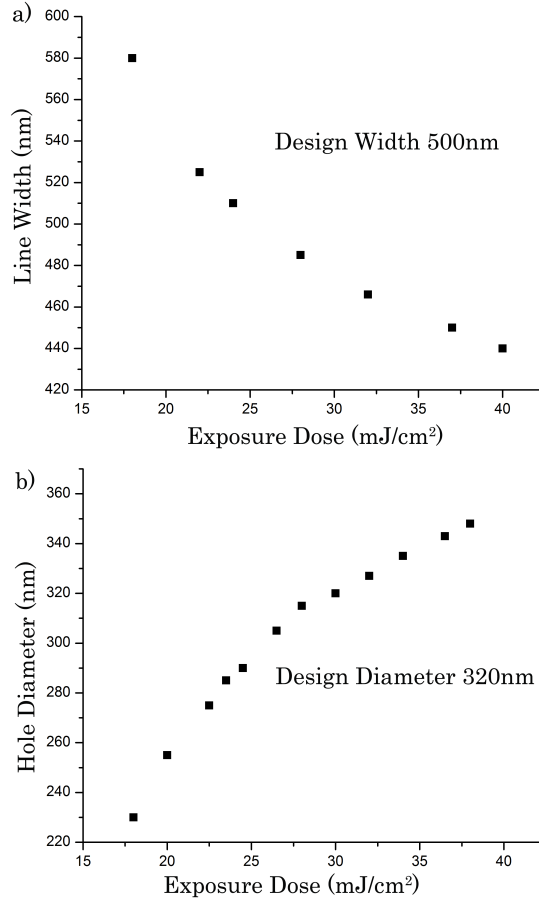 a)
600
580
560
540
520
500
480
460
440
420
Line Width (nm)
Design Width 500nm
15 20 25 30 35 40
Exposure Dose (mJ/cm²)
b)
360
340
320
300
280
260
240
220
Hole Diameter (nm)
Design Diameter 320nm
15 20 25 30 35 40
Exposure Dose (mJ/cm²)